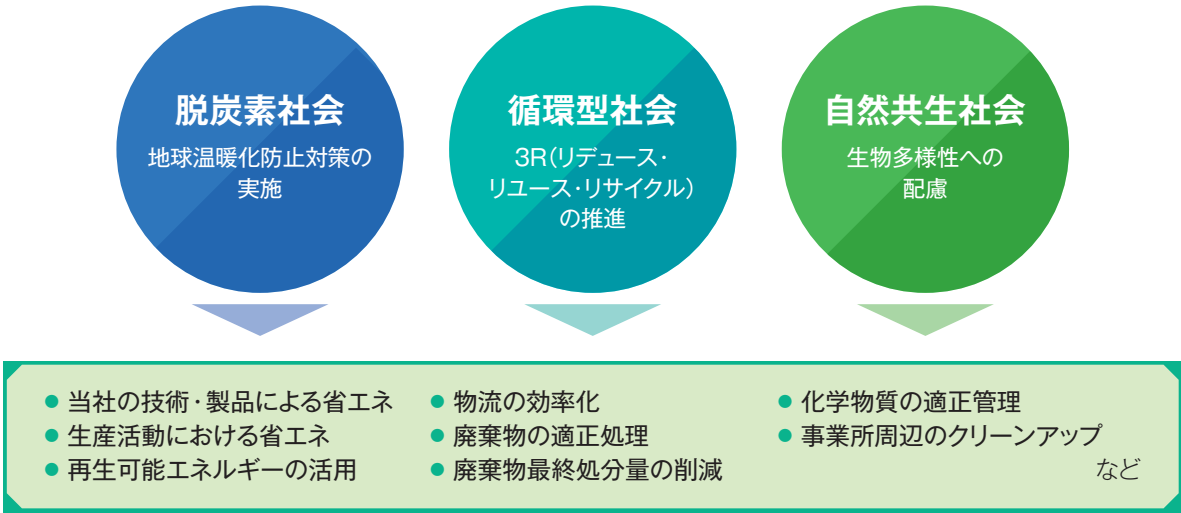 脱炭素社会
地球温暖化防止対策の
実施
循環型社会
3R(リデュース・
リユース・リサイクル)
の推進
自然共生社会
生物多様性への
配慮
● 当社の技術・製品による省エネ
● 生産活動における省エネ
● 再生可能エネルギーの活用
● 物流の効率化
● 廃棄物の適正処理
● 廃棄物最終処分量の削減
● 化学物質の適正管理
● 事業所周辺のクリーンアップ
など